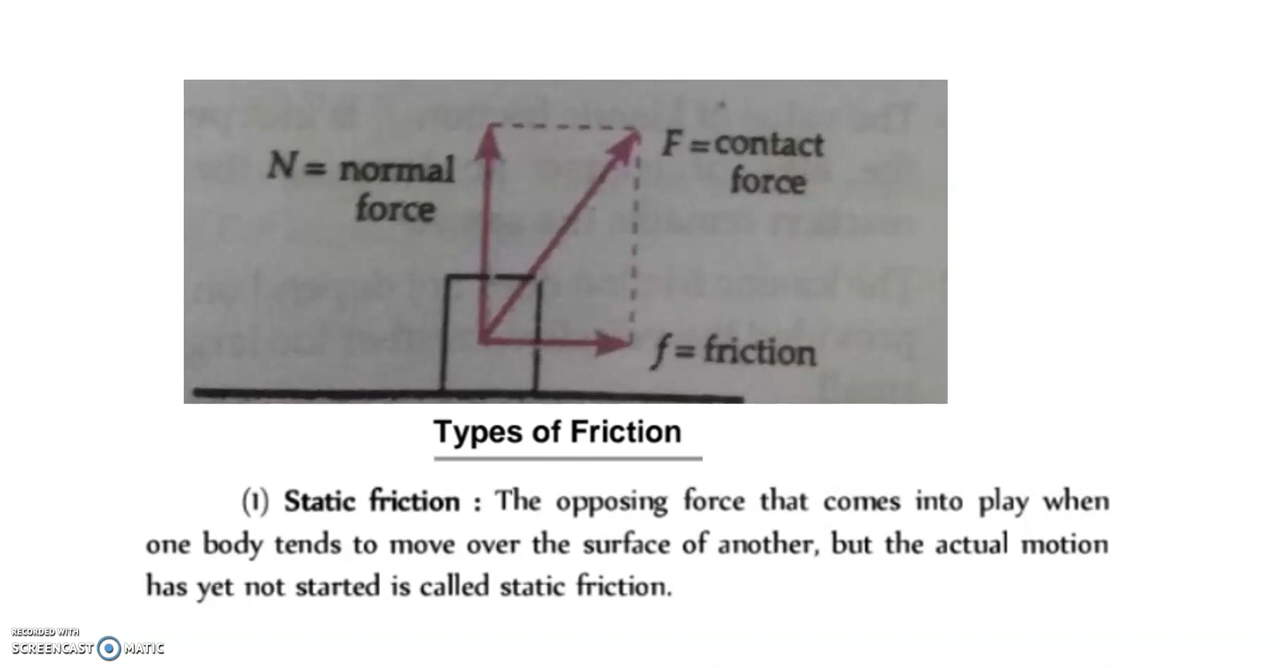 N = normal
force
F = contact
force
f = friction
Types of Friction
(1) Static friction : The opposing force that comes into play when
one body tends to move over the surface of another, but the actual motion
has yet not started is called static friction.
RECORDED WITH
SCREENCAST MATIC